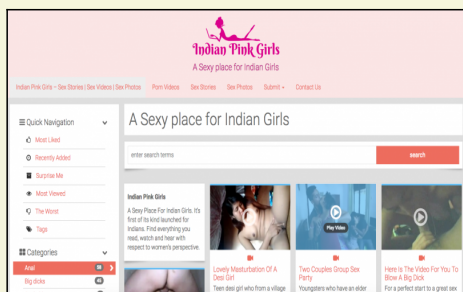 Indian Pink Girls
A Sexy place for Indian Girls
Indian Pink Girls – Sex Stories | Sex Videos | Sex Photos Porn Videos Sex Stories Sex Photos Submit Contact Us
Quick Navigation
Most Liked
Recently Added
Surprise Me
Most Viewed
The Worst
Tags
Categories
Anal
Big dicks
A Sexy place for Indian Girls
enter search terms search
Indian Pink Girls
A Sexy Place For Indian Girls. It's
first of its kind launched for
Indians. Find everything you
read, watch and hear with
respect to women's perspective.
Lovely Masturbation Of A
Desi Girl
Teen desi girl who from a village
Play Video
Two Couples Group Sex
Party
Youngsters who have an elder
Here Is The Video For You To
Blow A Big Dick
For a perfect start to a great sex